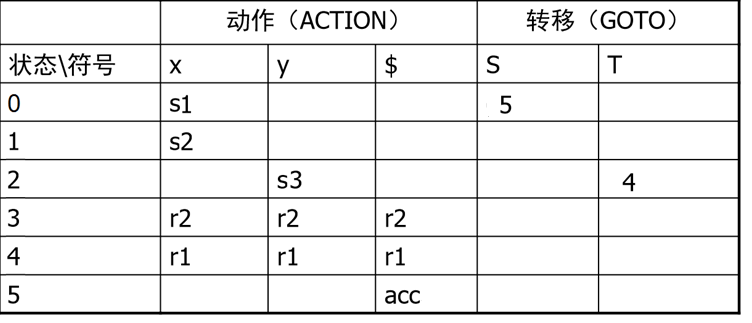 动作（ACTION） 转移（GOTO）
状态\符号 x y $ S T
0 s1 5
1 s2
2 s3 4
3 r2 r2 r2
4 r1 r1 r1
5 acc